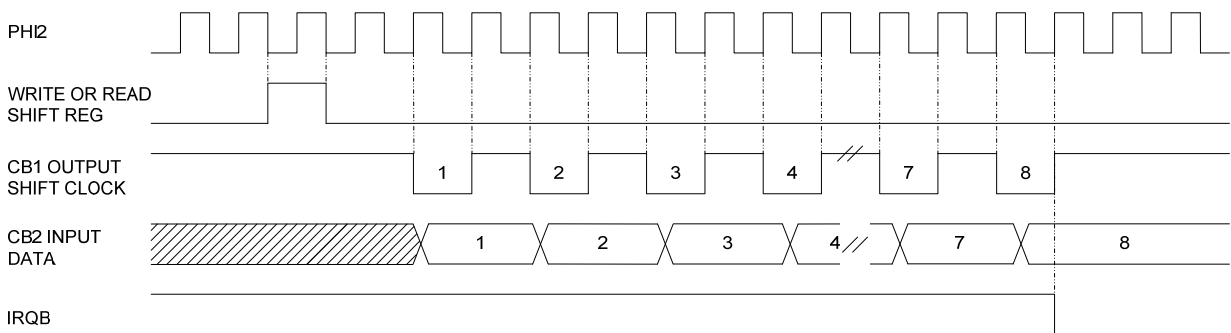 PHI2
WRITE OR READ
SHIFT REG
CB1 OUTPUT
SHIFT CLOCK
1 2 3 4 7 8
CB2 INPUT
DATA
1 2 3 4 7 8
IRQB